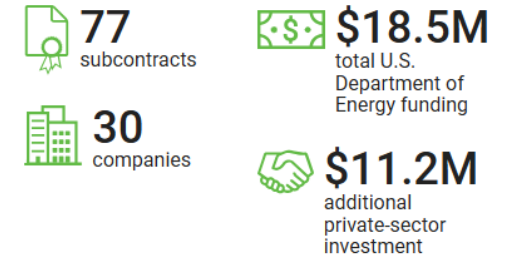 77
subcontracts
30
companies
$18.5M
total U.S.
Department of
Energy funding
$11.2M
additional
private-sector
investment